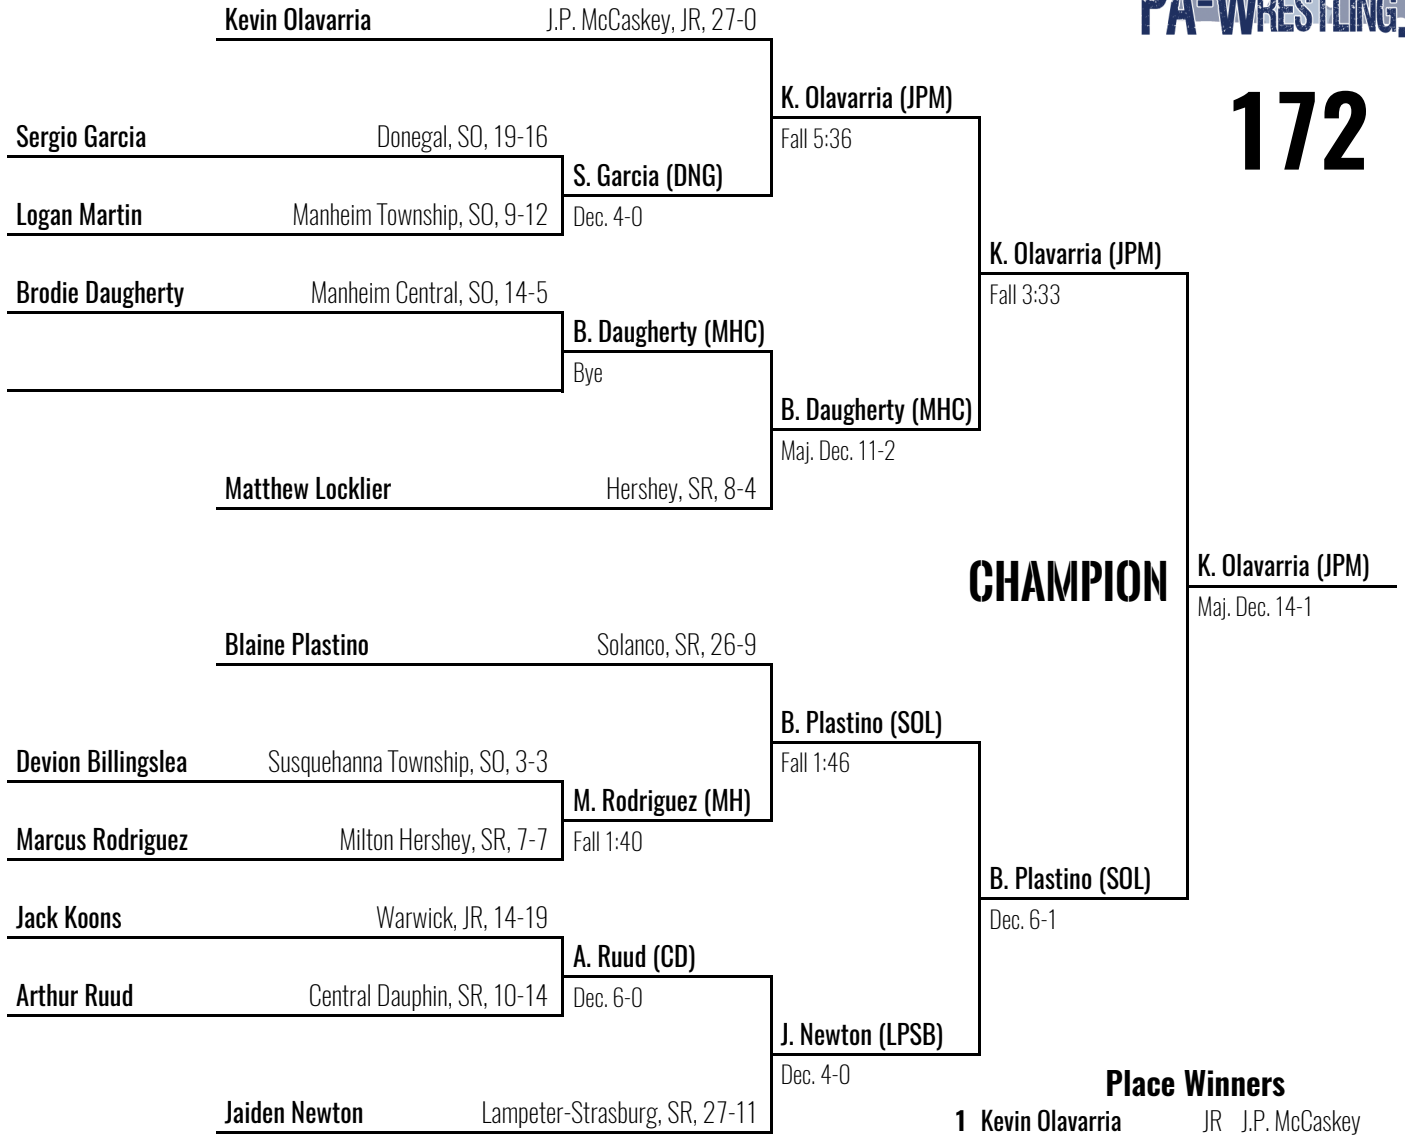 PA-WRESTLING.
172
Kevin Olavarria J.P. McCaskey, JR, 27-0
K. Olavarria (JPM)
Fall 5:36
Sergio Garcia Donegal, SO, 19-16
S. Garcia (DNG)
Dec. 4-0
Logan Martin Manheim Township, SO, 9-12
K. Olavarria (JPM)
Fall 3:33
Brodie Daugherty Manheim Central, SO, 14-5
B. Daugherty (MHC)
Bye
B. Daugherty (MHC)
Maj. Dec. 11-2
Matthew Locklier Hershey, SR, 8-4
CHAMPION
K. Olavarria (JPM)
Maj. Dec. 14-1
Blaine Plastino Solanco, SR, 26-9
B. Plastino (SOL)
Fall 1:46
Devion Billingslea Susquehanna Township, SO, 3-3
M. Rodriguez (MH)
Fall 1:40
Marcus Rodriguez Milton Hershey, SR, 7-7
B. Plastino (SOL)
Dec. 6-1
Jack Koons Warwick, JR, 14-19
A. Ruud (CD)
Dec. 6-0
Arthur Ruud Central Dauphin, SR, 10-14
J. Newton (LPSB)
Dec. 4-0
Jaiden Newton Lampeter-Strasburg, SR, 27-11
Place Winners
1 Kevin Olavarria JR J.P. McCaskey